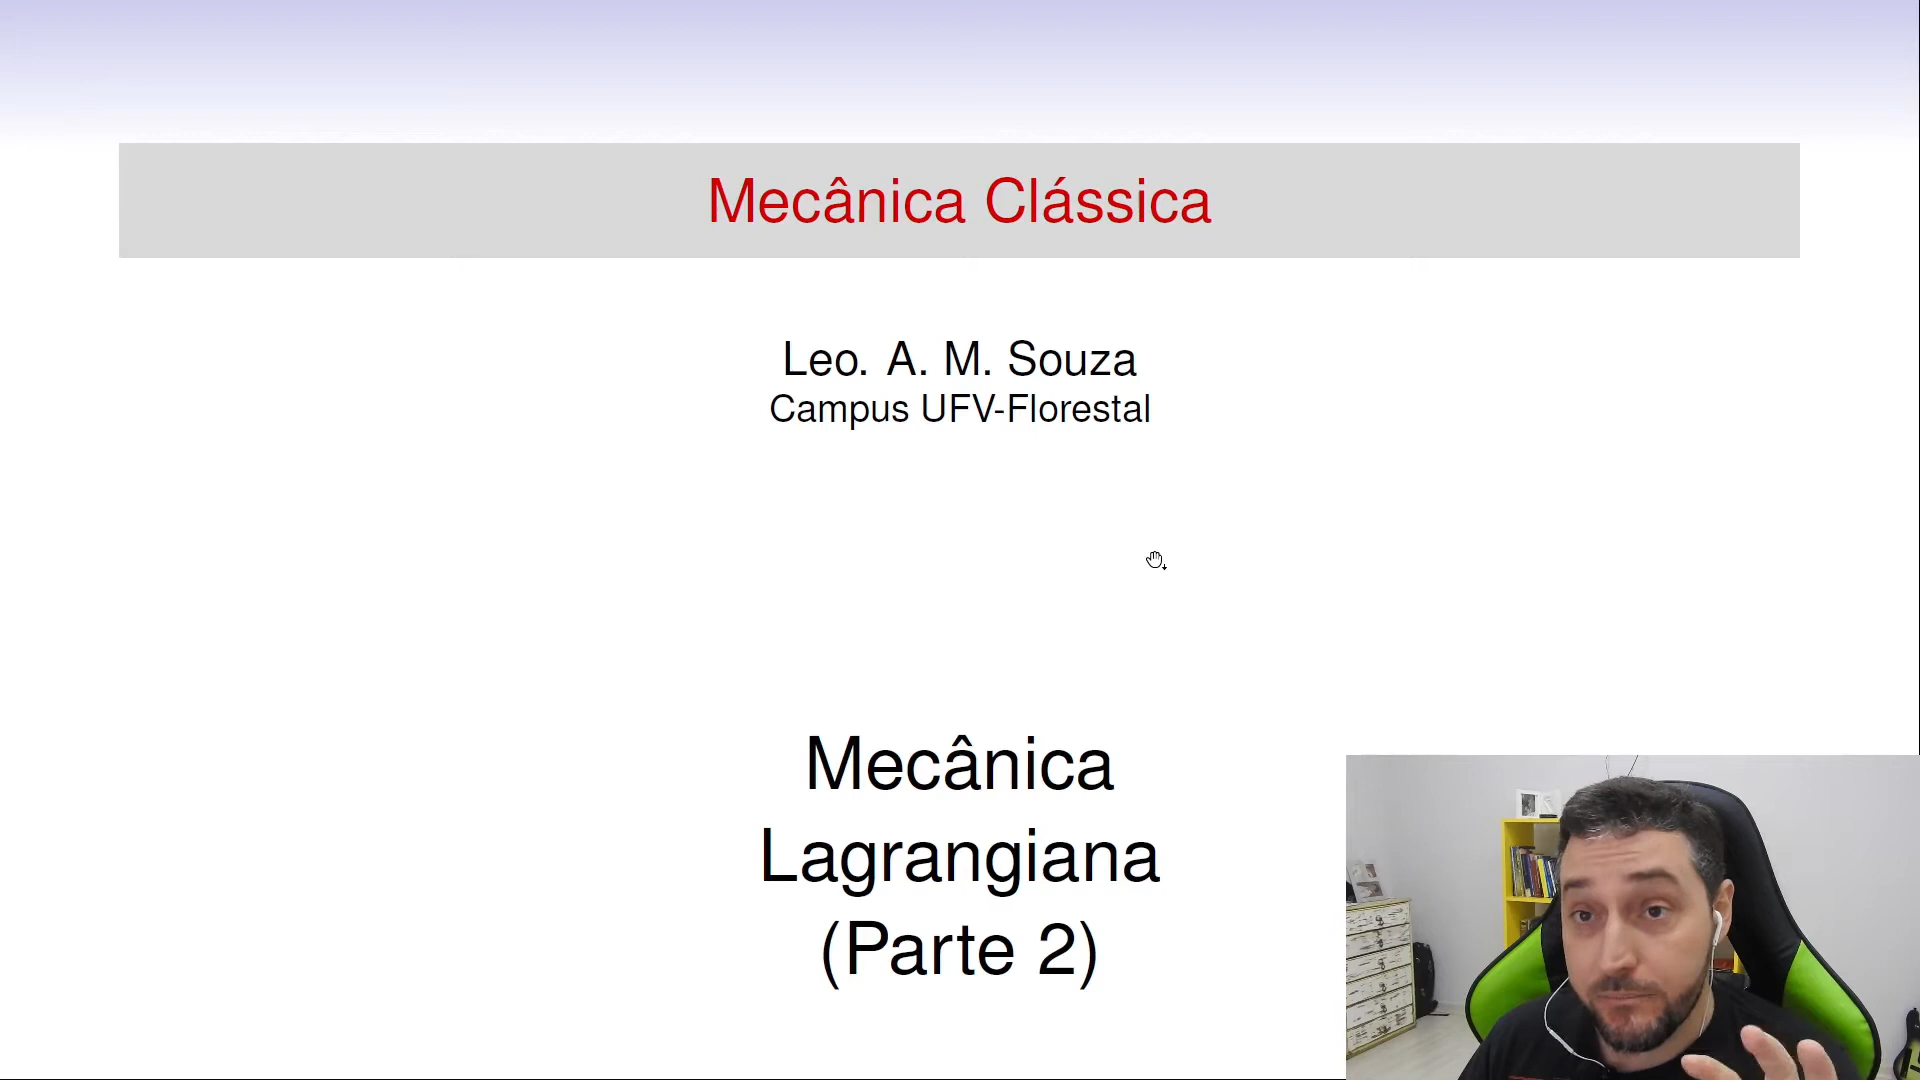 Mecânica Clássica
Leo. A. M. Souza
Campus UFV-Florestal
Mecânica
Lagrangiana
(Parte 2)